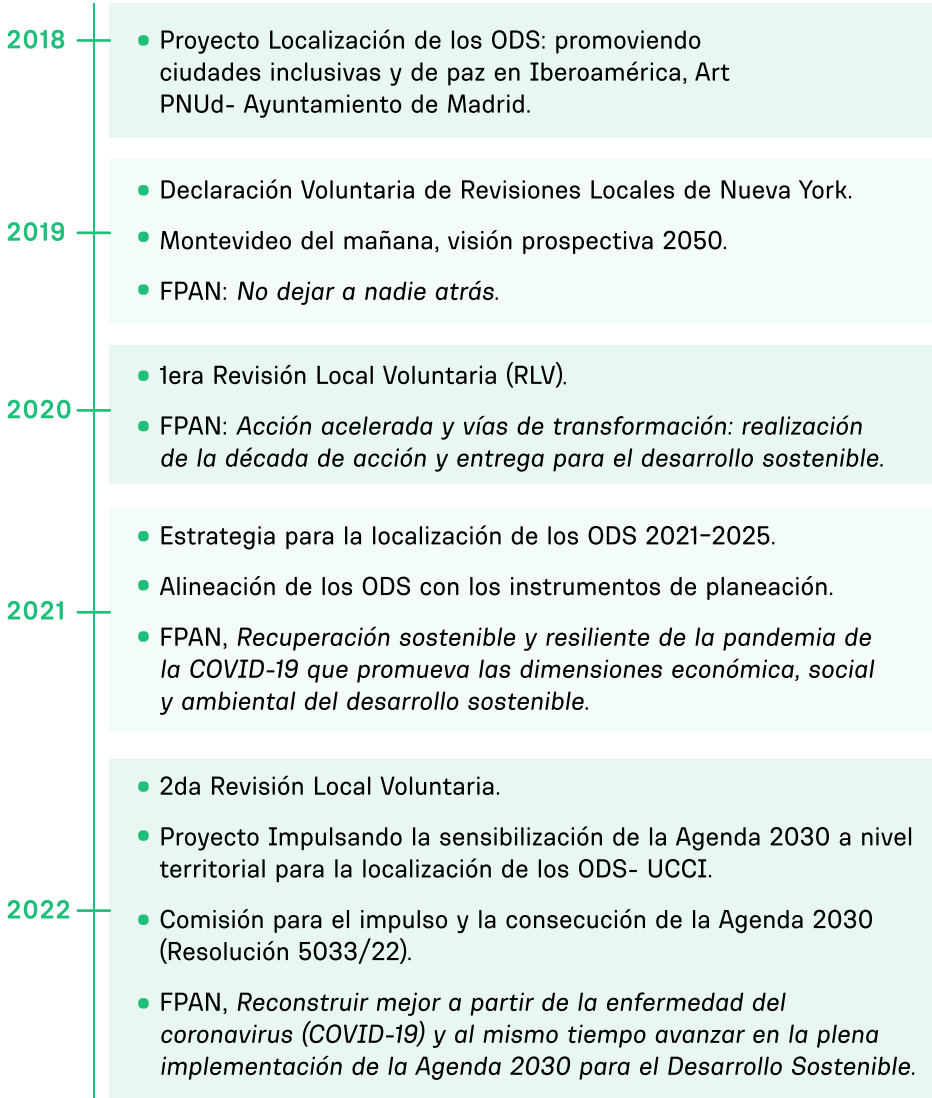 2018
• Proyecto Localización de los ODS: promoviendo
ciudades inclusivas y de paz en Iberoamérica, Art
PNUd- Ayuntamiento de Madrid.
2019
• Declaración Voluntaria de Revisiones Locales de Nueva York.
• Montevideo del mañana, visión prospectiva 2050.
• FPAN: No dejar a nadie atrás.
2020
• 1era Revisión Local Voluntaria (RLV).
• FPAN: Acción acelerada y vías de transformación: realización
de la década de acción y entrega para el desarrollo sostenible.
2021
• Estrategia para la localización de los ODS 2021-2025.
• Alineación de los ODS con los instrumentos de planeación.
• FPAN, Recuperación sostenible y resiliente de la pandemia de
la COVID-19 que promueva las dimensiones económica, social
y ambiental del desarrollo sostenible.
2022
• 2da Revisión Local Voluntaria.
• Proyecto Impulsando la sensibilización de la Agenda 2030 a nivel
territorial para la localización de los ODS- UCCI.
• Comisión para el impulso y la consecución de la Agenda 2030
(Resolución 5033/22).
• FPAN, Reconstruir mejor a partir de la enfermedad del
coronavirus (COVID-19) y al mismo tiempo avanzar en la plena
implementación de la Agenda 2030 para el Desarrollo Sostenible.